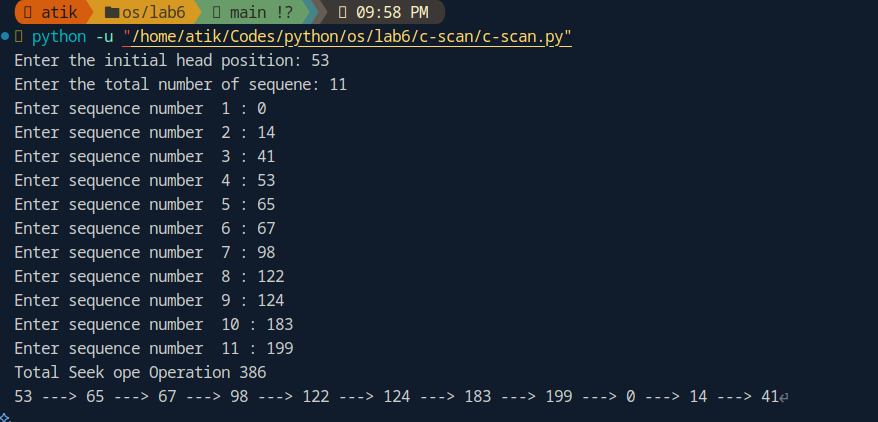 atik os/lab6 main !? 09:58 PM
python -u "/home/atik/Codes/python/os/lab6/c-scan/c-scan.py"
Enter the initial head position: 53
Enter the total number of sequene: 11
Enter sequence number  1 : 0
Enter sequence number  2 : 14
Enter sequence number  3 : 41
Enter sequence number  4 : 53
Enter sequence number  5 : 65
Enter sequence number  6 : 67
Enter sequence number  7 : 98
Enter sequence number  8 : 122
Enter sequence number  9 : 124
Enter sequence number  10 : 183
Enter sequence number  11 : 199
Total Seek ope Operation 386
53 ---> 65 ---> 67 ---> 98 ---> 122 ---> 124 ---> 183 ---> 199 ---> 0 ---> 14 ---> 41↵